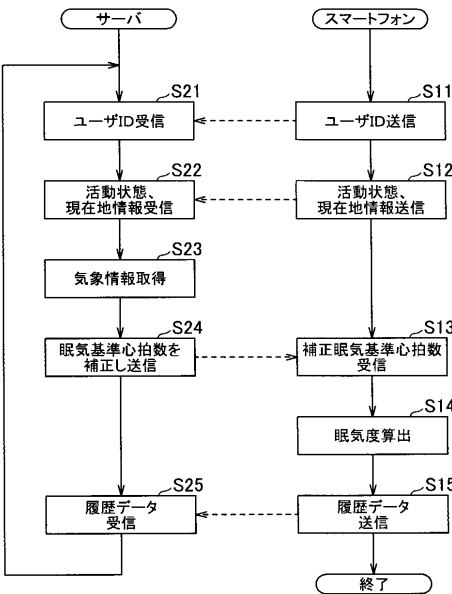 サーバ
スマートフォン
S21
S11
ユーザID受信
ユーザID送信
S22
S12
活動状態、
現在地情報受信
活動状態、
現在地情報送信
S23
気象情報取得
S24
S13
眠気基準心拍数を
補正し送信
補正眠気基準心拍数
受信
S14
眠気度算出
S25
S15
履歴データ
受信
履歴データ
送信
終了